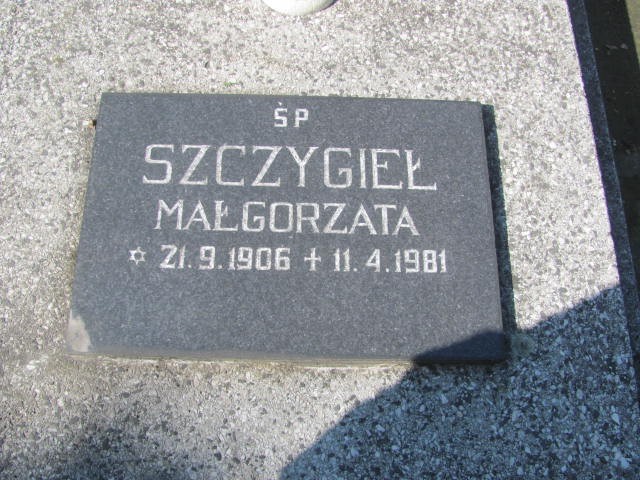 ŚP
SZCZYGIEŁ
MAŁGORZATA
✡ 21.9.1906 + 11.4.1981